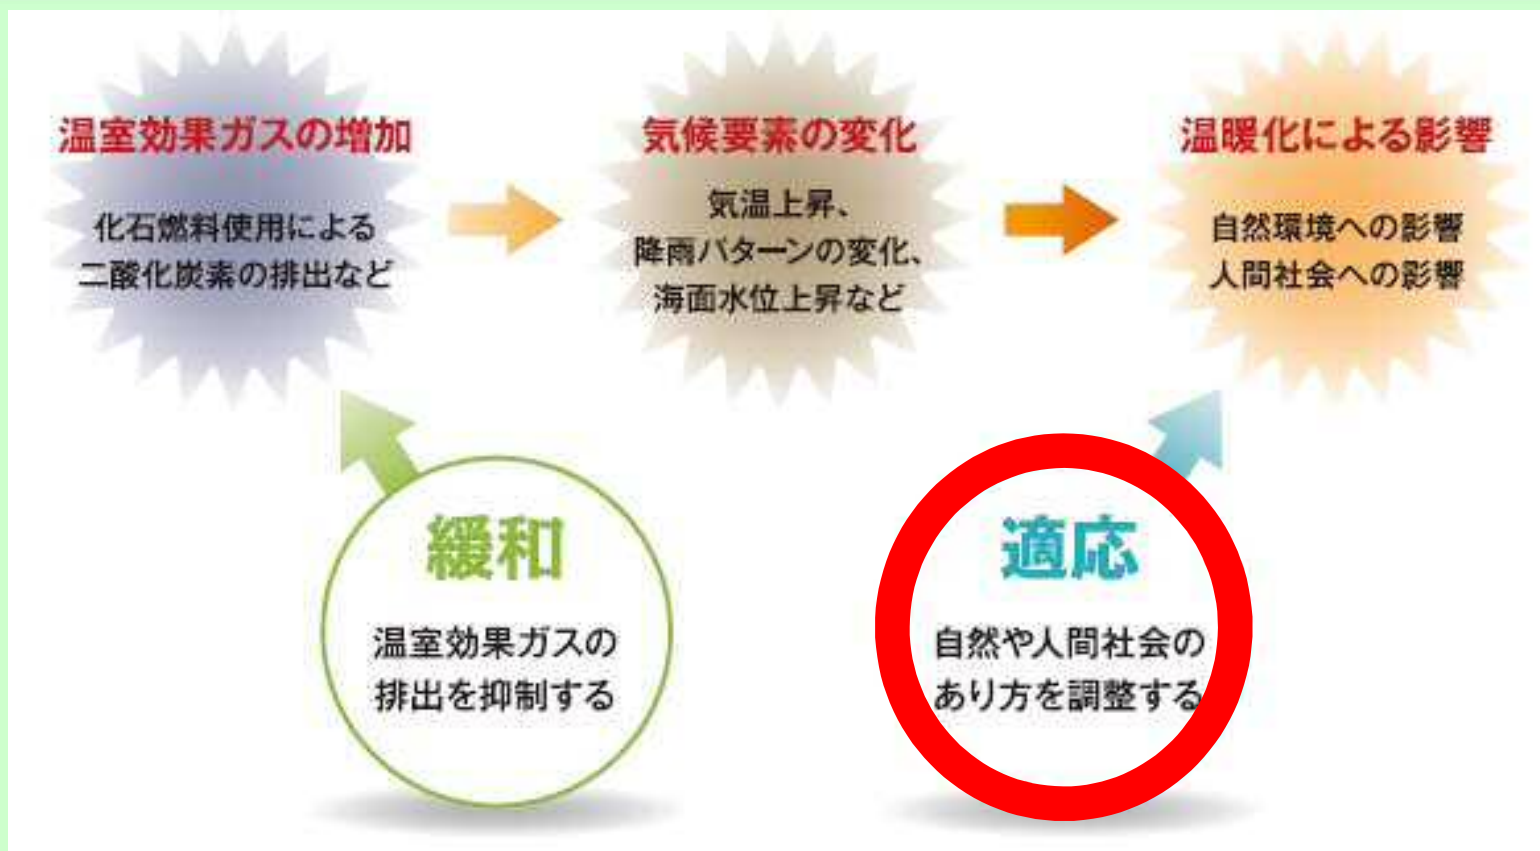 温室効果ガスの増加
化石燃料使用による
二酸化炭素の排出など
気候要素の変化
気温上昇、
降雨パターンの変化、
海面水位上昇など
温暖化による影響
自然環境への影響
人間社会への影響
緩和
温室効果ガスの
排出を抑制する
適応
自然や人間社会の
あり方を調整する